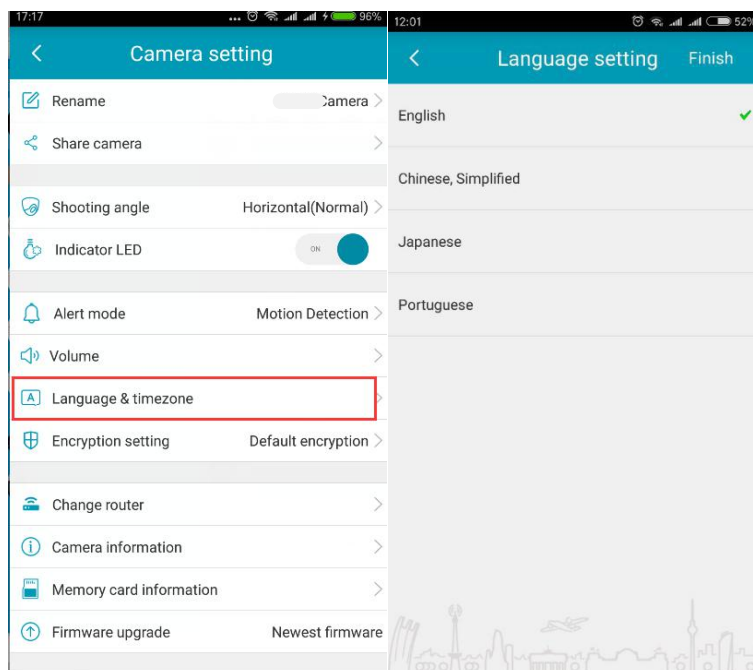 17:17
... 96%
Camera setting
Rename
Camera
Share camera
Shooting angle
Horizontal(Normal)
Indicator LED
ON
Alert mode
Motion Detection
Volume
A Language & timezone
Encryption setting
Default encryption
Change router
Camera information
Memory card information
Firmware upgrade
Newest firmware
12:01
52%
Language setting
Finish
English
Chinese, Simplified
Japanese
Portuguese